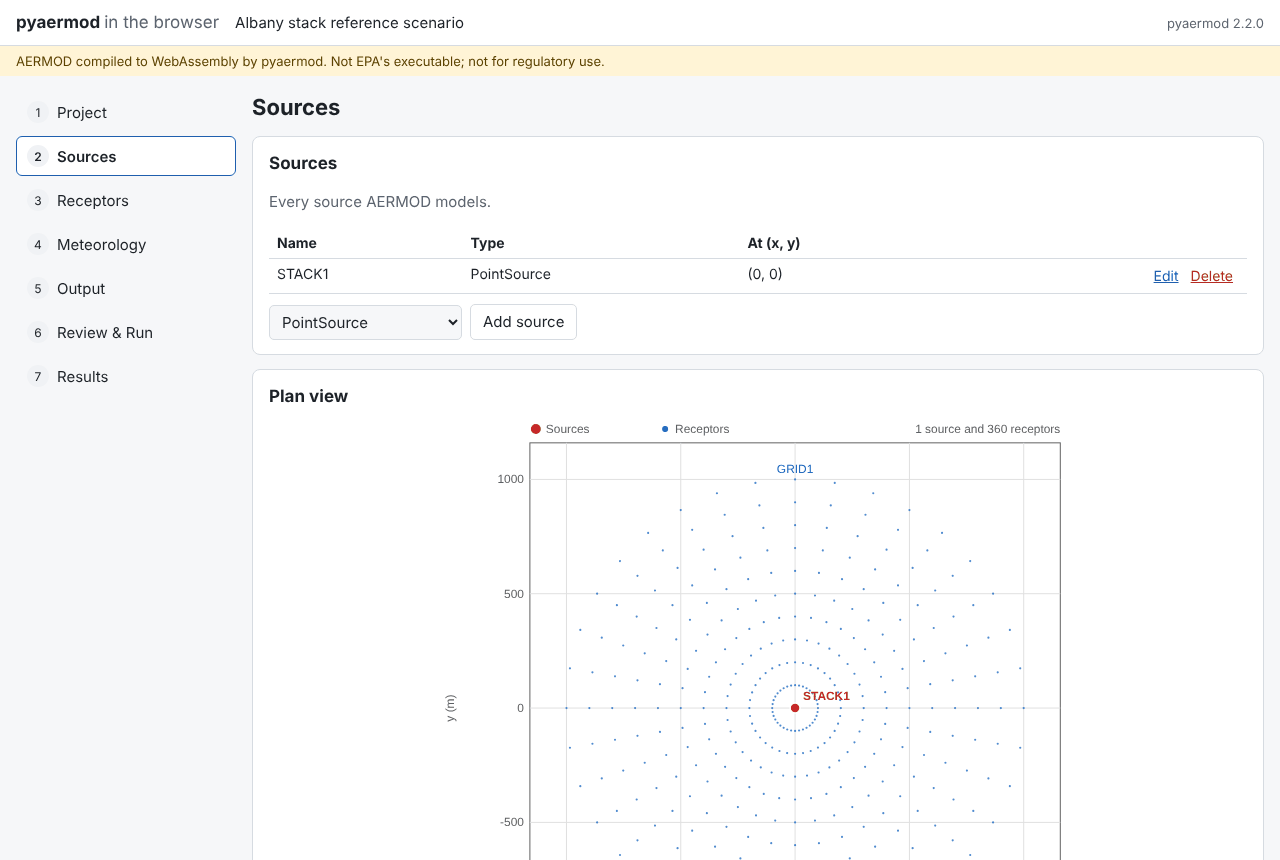 pyaermod in the browser Albany stack reference scenario pyaermod 2.2.0
AERMOD compiled to WebAssembly by pyaermod. Not EPA's executable; not for regulatory use.
1 Project
2 Sources
3 Receptors
4 Meteorology
5 Output
6 Review & Run
7 Results
Sources
Sources
Every source AERMOD models.
Name Type At (x, y)
STACK1 PointSource (0, 0) Edit Delete
PointSource Add source
Plan view
Sources Receptors 1 source and 360 receptors
GRID1
1000
500
STACK1
0
y (m)
-500